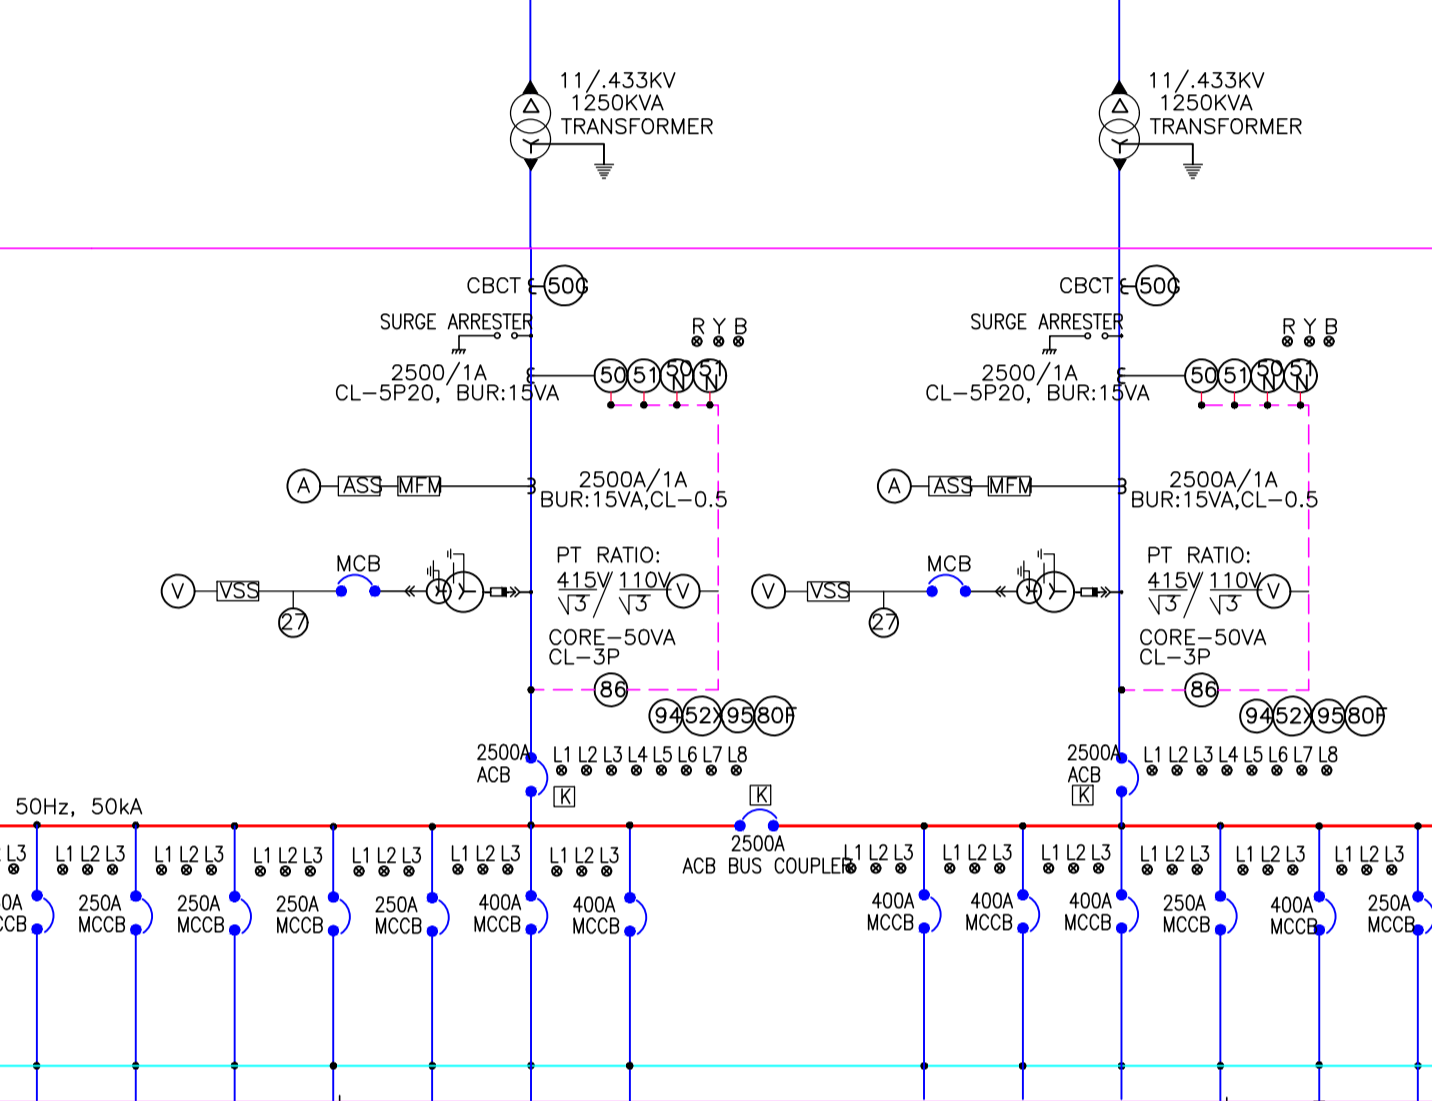 11/.433KV
1250KVA
TRANSFORMER
11/.433KV
1250KVA
TRANSFORMER
CBCT 50G
SURGE ARRESTER
R Y B
2500/1A
CL-5P20, BUR:15VA
50 51 50N 51N
A ASS MFM
2500A/1A
BUR:15VA,CL-0.5
MCB
V VSS
27
PT RATIO:
415V/√3 / 110V/√3 V
CORE-50VA
CL-3P
86
94 52X 95 80F
2500A
ACB
L1 L2 L3 L4 L5 L6 L7 L8
K
CBCT 50G
SURGE ARRESTER
R Y B
2500/1A
CL-5P20, BUR:15VA
50 51 50N 51N
A ASS MFM
2500A/1A
BUR:15VA,CL-0.5
MCB
V VSS
27
PT RATIO:
415V/√3 / 110V/√3 V
CORE-50VA
CL-3P
86
94 52X 95 80F
2500A
ACB
L1 L2 L3 L4 L5 L6 L7 L8
K
50Hz, 50kA
K
2500A
ACB BUS COUPLER
L3
L1 L2 L3
L1 L2 L3
L1 L2 L3
L1 L2 L3
L1 L2 L3
L1 L2 L3
L1 L2 L3
L1 L2 L3
L1 L2 L3
L1 L2 L3
L1 L2 L3
L1 L2 L3
250A
MCCB
250A
MCCB
250A
MCCB
250A
MCCB
400A
MCCB
400A
MCCB
400A
MCCB
400A
MCCB
400A
MCCB
250A
MCCB
400A
MCCB
250A
MCCB